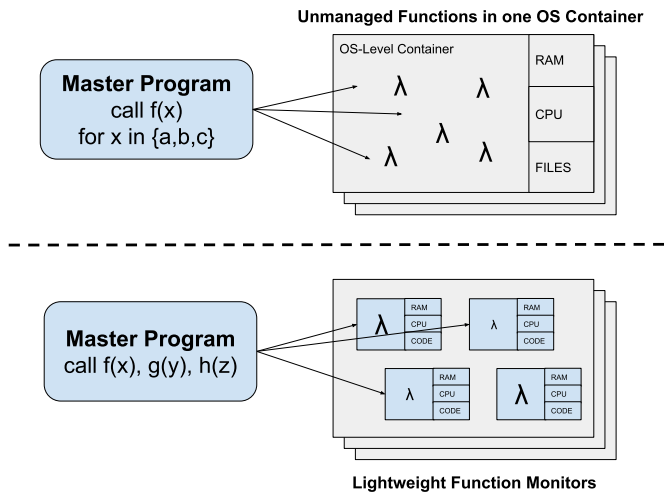 Unmanaged Functions in one OS Container
Master Program
call f(x)
for x in {a,b,c}
OS-Level Container
λ
λ
λ
λ
λ
RAM
CPU
FILES
Master Program
call f(x), g(y), h(z)
λ
RAM
CPU
CODE
λ
RAM
CPU
CODE
λ
RAM
CPU
CODE
λ
RAM
CPU
CODE
Lightweight Function Monitors